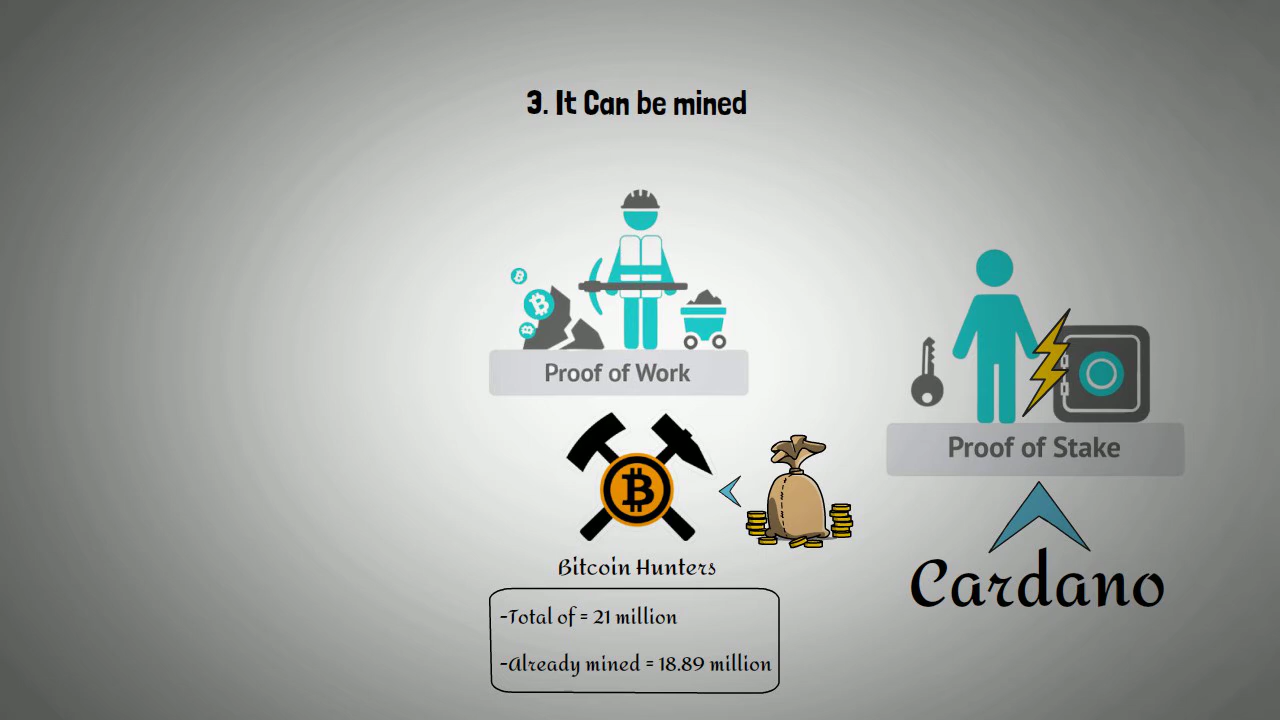 3. It Can be mined
Proof of Work
Proof of Stake
Bitcoin Hunters
Cardano
-Total of = 21 million
-Already mined = 18.89 million